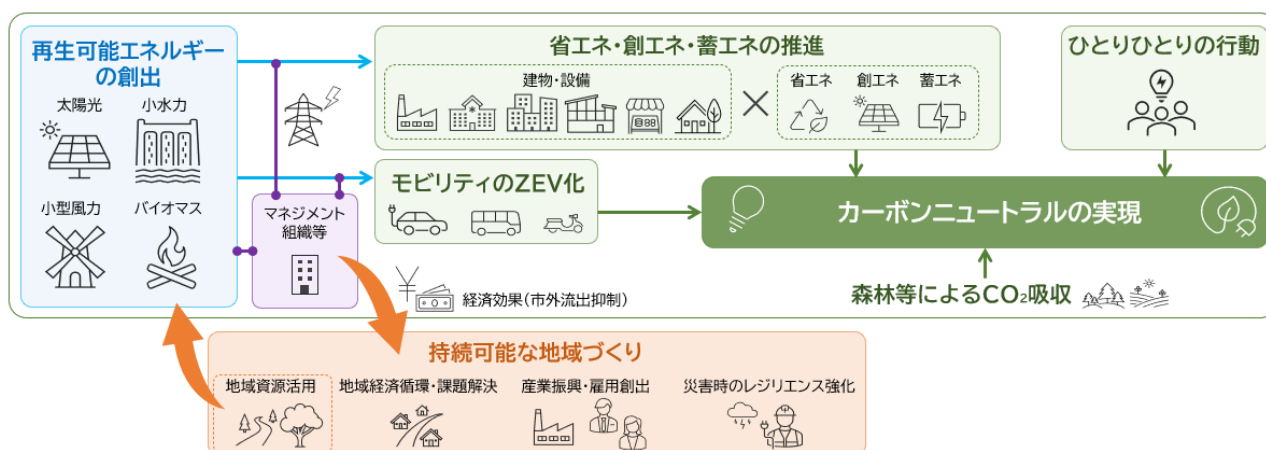 再生可能エネルギー
の創出
太陽光
小水力
小型風力
バイオマス
マネジメント
組織等
省エネ・創エネ・蓄エネの推進
建物・設備
省エネ
創エネ
蓄エネ
モビリティのZEV化
ひとりひとりの行動
カーボンニュートラルの実現
森林等によるCO₂吸収
¥
経済効果(市外流出抑制)
持続可能な地域づくり
地域資源活用
地域経済循環・課題解決
産業振興・雇用創出
災害時のレジリエンス強化